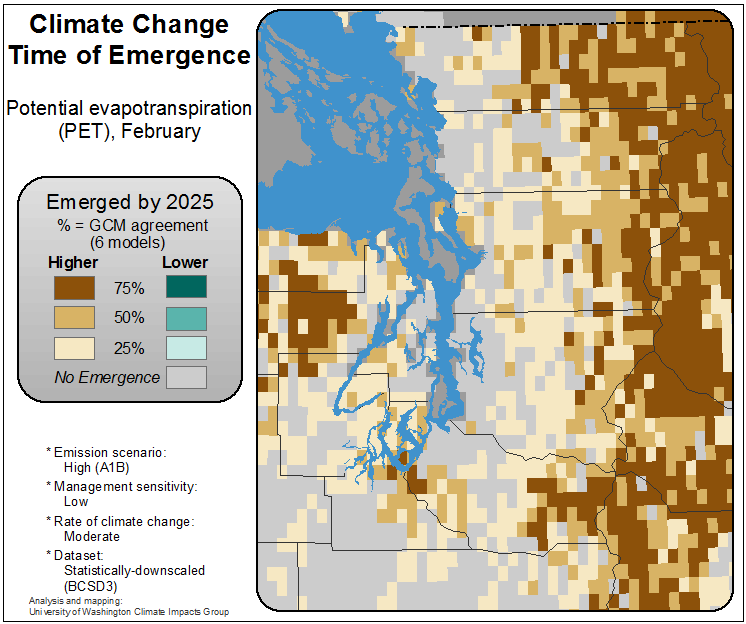 Climate Change
Time of Emergence
Potential evapotranspiration
(PET), February
Emerged by 2025
% = GCM agreement
(6 models)
Higher Lower
75%
50%
25%
No Emergence
* Emission scenario:
High (A1B)
* Management sensitivity:
Low
* Rate of climate change:
Moderate
* Dataset:
Statistically-downscaled
(BCSD3)
Analysis and mapping:
University of Washington Climate Impacts Group